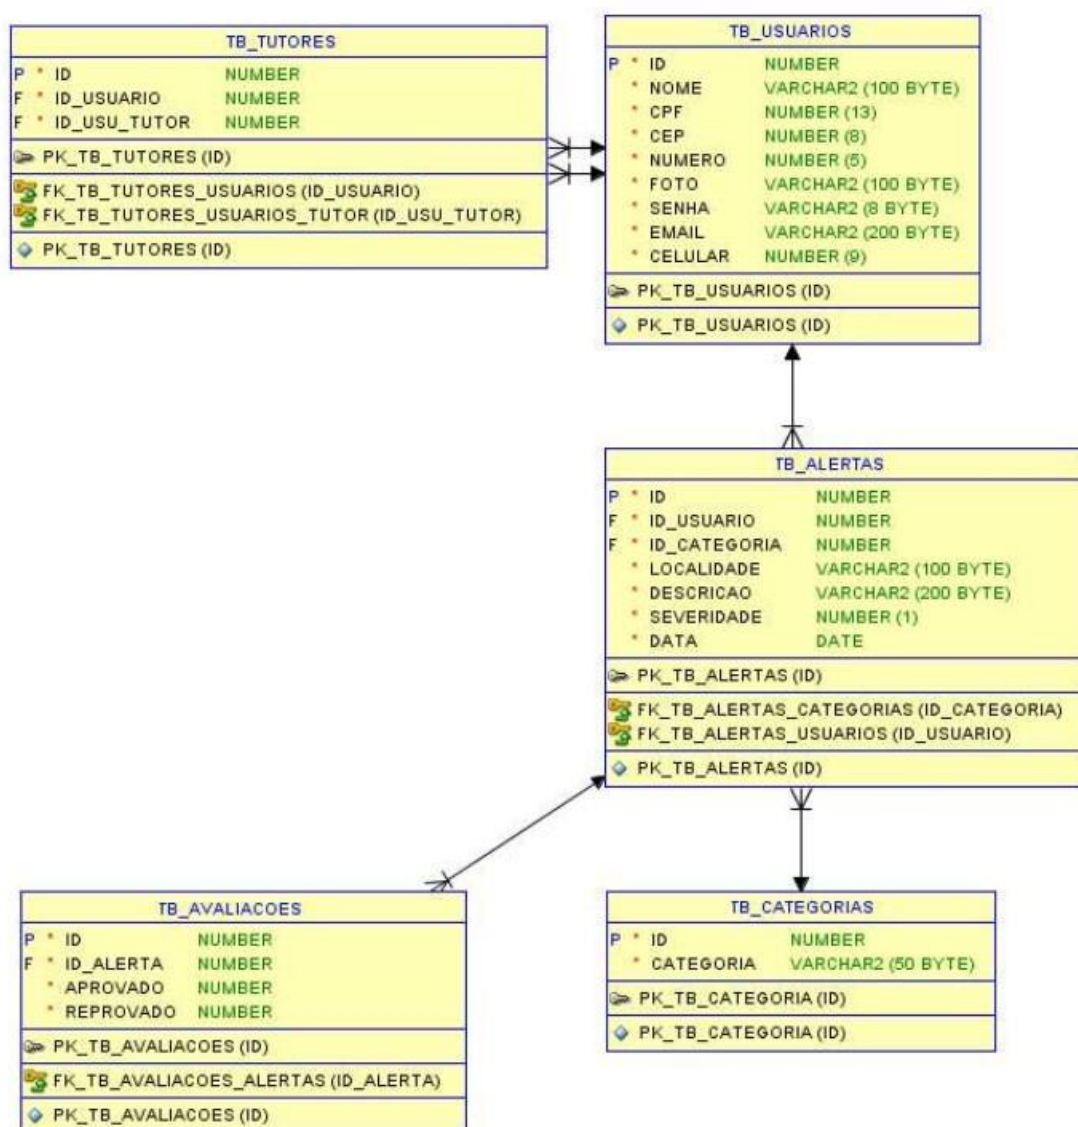 TB_TUTORES
P * ID NUMBER
F * ID_USUARIO NUMBER
F * ID_USU_TUTOR NUMBER
PK_TB_TUTORES (ID)
FK_TB_TUTORES_USUARIOS (ID_USUARIO)
FK_TB_TUTORES_USUARIOS_TUTOR (ID_USU_TUTOR)
PK_TB_TUTORES (ID)
TB_USUARIOS
P * ID NUMBER
* NOME VARCHAR2 (100 BYTE)
* CPF NUMBER (13)
* CEP NUMBER (8)
* NUMERO NUMBER (5)
* FOTO VARCHAR2 (100 BYTE)
* SENHA VARCHAR2 (8 BYTE)
* EMAIL VARCHAR2 (200 BYTE)
* CELULAR NUMBER (9)
PK_TB_USUARIOS (ID)
PK_TB_USUARIOS (ID)
TB_ALERTAS
P * ID NUMBER
F * ID_USUARIO NUMBER
F * ID_CATEGORIA NUMBER
* LOCALIDADE VARCHAR2 (100 BYTE)
* DESCRICAO VARCHAR2 (200 BYTE)
* SEVERIDADE NUMBER (1)
* DATA DATE
PK_TB_ALERTAS (ID)
FK_TB_ALERTAS_CATEGORIAS (ID_CATEGORIA)
FK_TB_ALERTAS_USUARIOS (ID_USUARIO)
PK_TB_ALERTAS (ID)
TB_AVALIACOES
P * ID NUMBER
F * ID_ALERTA NUMBER
* APROVADO NUMBER
* REPROVADO NUMBER
PK_TB_AVALIACOES (ID)
FK_TB_AVALIACOES_ALERTAS (ID_ALERTA)
PK_TB_AVALIACOES (ID)
TB_CATEGORIAS
P * ID NUMBER
* CATEGORIA VARCHAR2 (50 BYTE)
PK_TB_CATEGORIA (ID)
PK_TB_CATEGORIA (ID)